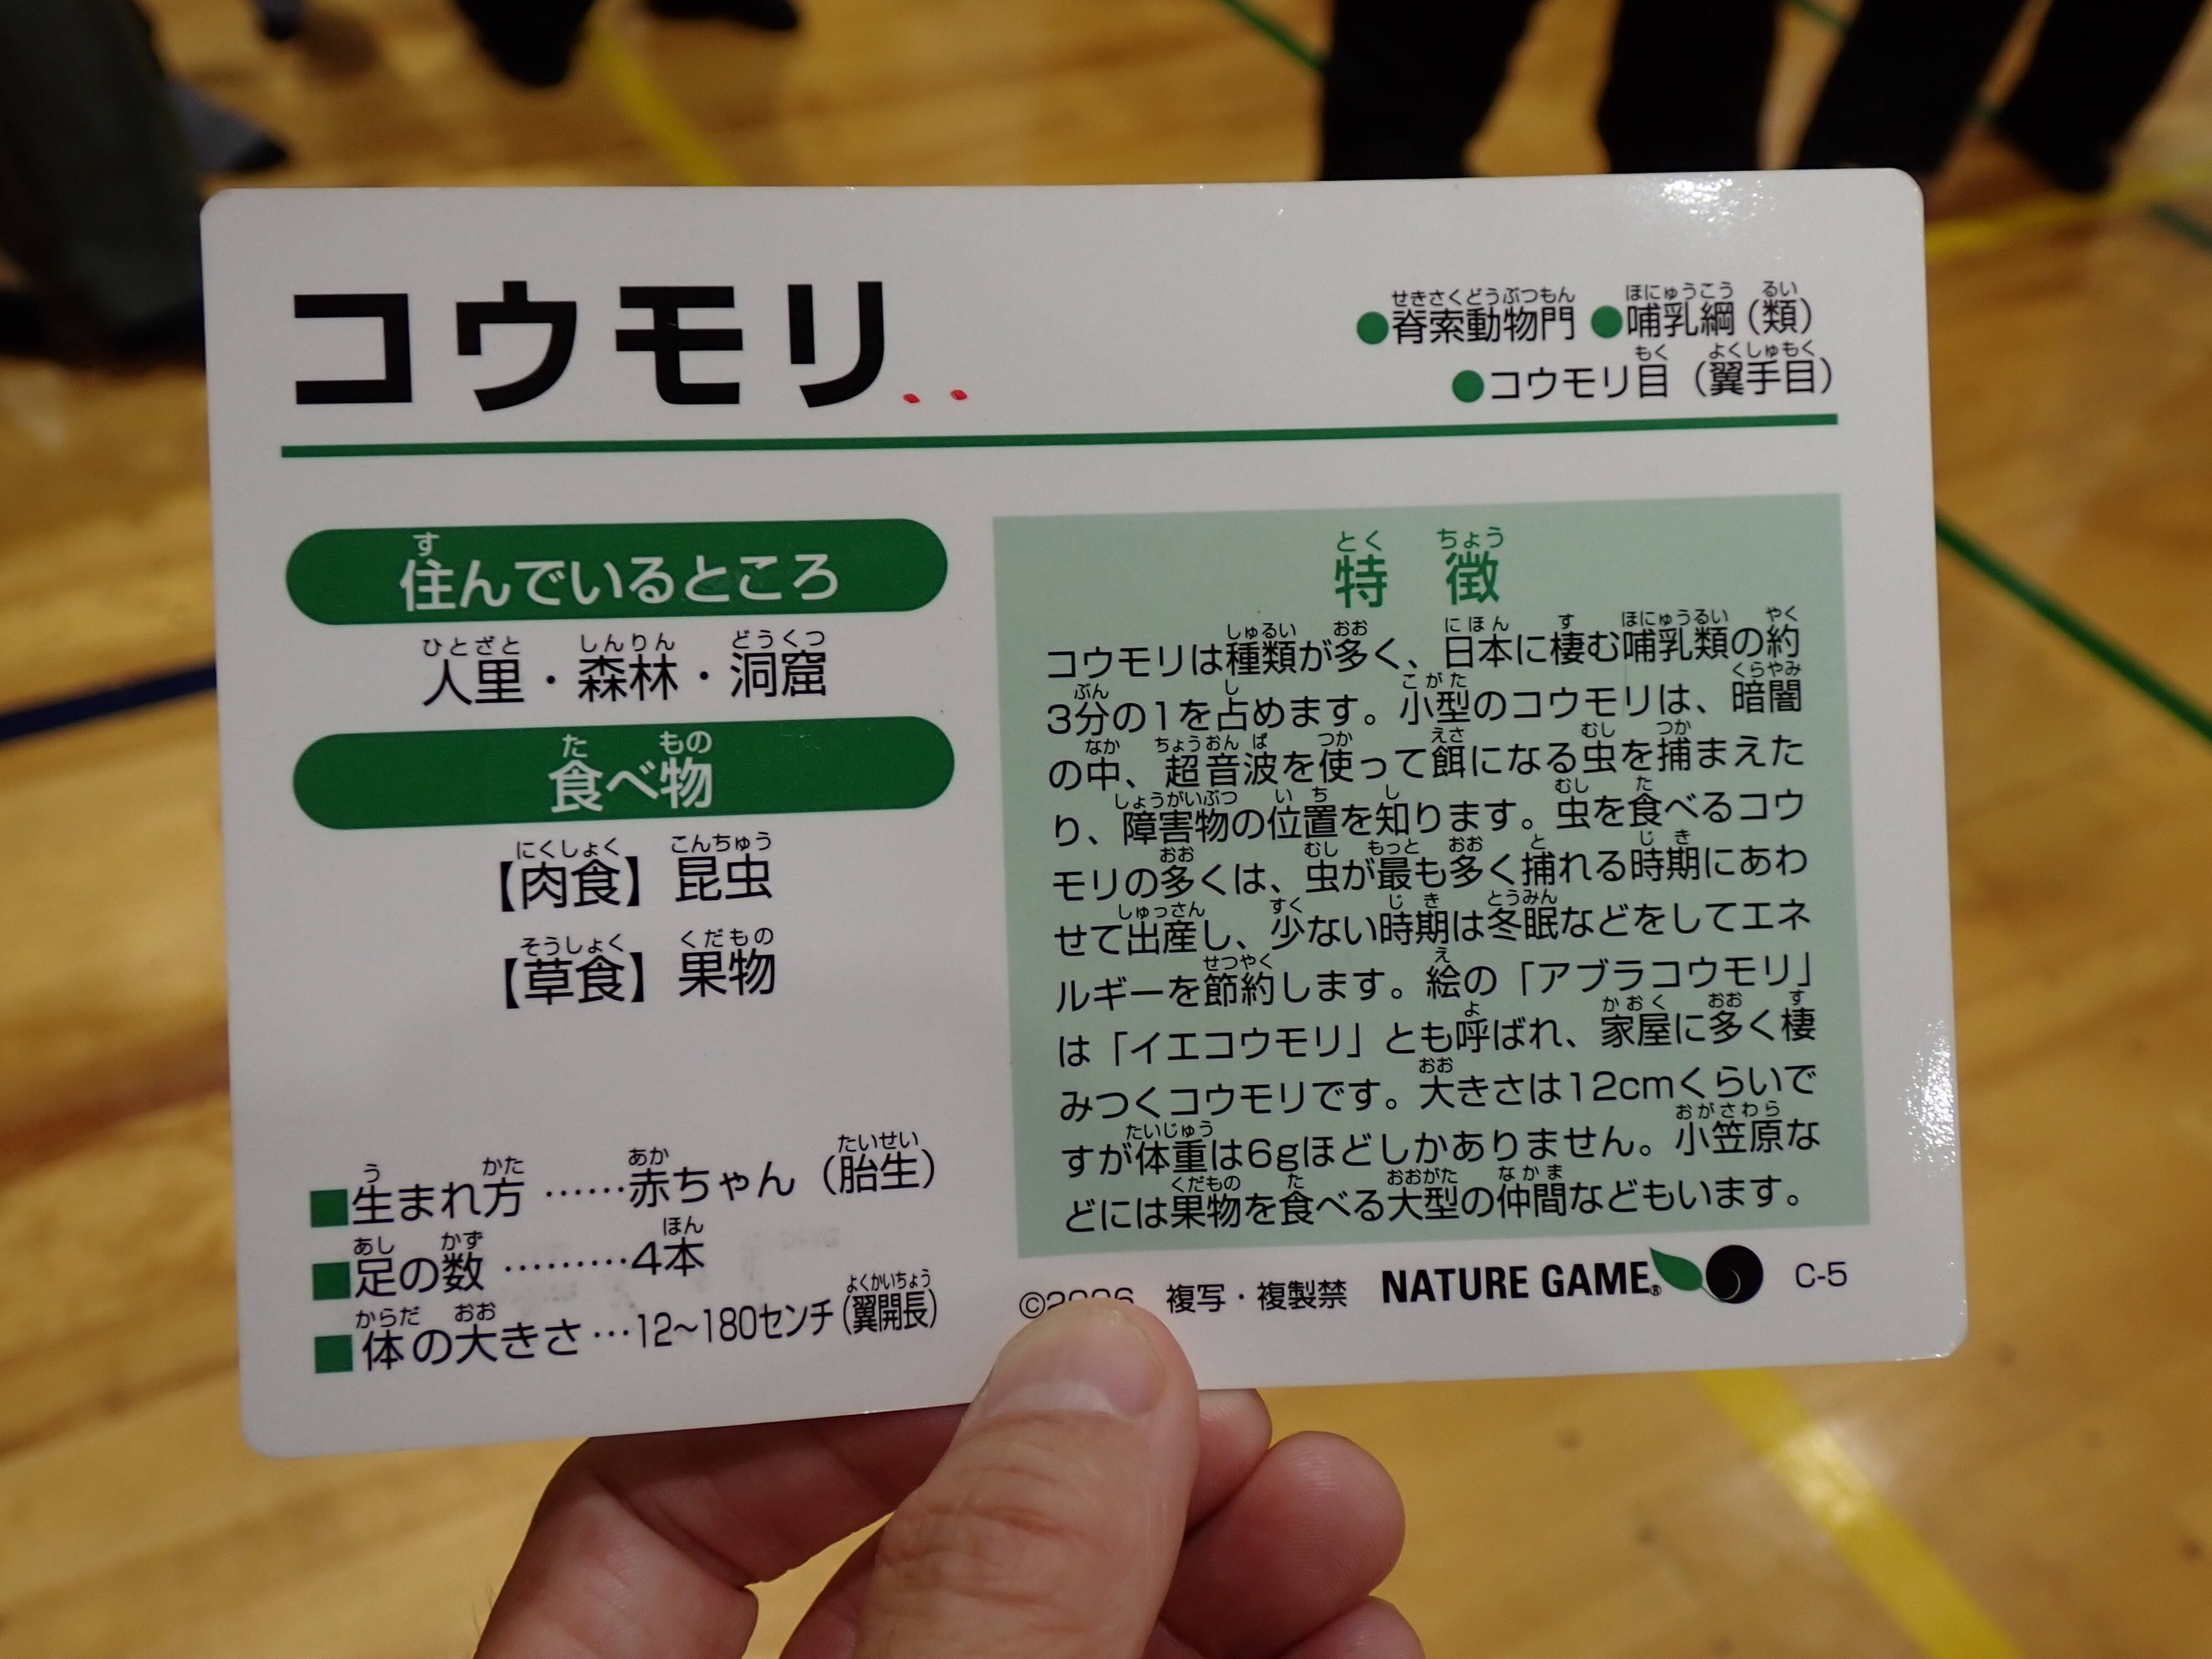 コウモリ
●脊索動物門 ●哺乳綱（類）
●コウモリ目（翼手目）
住んでいるところ
人里・森林・洞窟
食べ物
【肉食】昆虫
【草食】果物
■生まれ方……赤ちゃん（胎生）
■足の数………4本
■体の大きさ…12～180センチ（翼開長）
特 徴
コウモリは種類が多く、日本に棲む哺乳類の約
3分の1を占めます。小型のコウモリは、暗闇
の中、超音波を使って餌になる虫を捕まえた
り、障害物の位置を知ります。虫を食べるコウ
モリの多くは、虫が最も多く捕れる時期にあわ
せて出産し、少ない時期は冬眠などをしてエネ
ルギーを節約します。絵の「アブラコウモリ」
は「イエコウモリ」とも呼ばれ、家屋に多く棲
みつくコウモリです。大きさは12cmくらいで
すが体重は6gほどしかありません。小笠原な
どには果物を食べる大型の仲間などもいます。
複写・複製禁 NATURE GAME® C-5